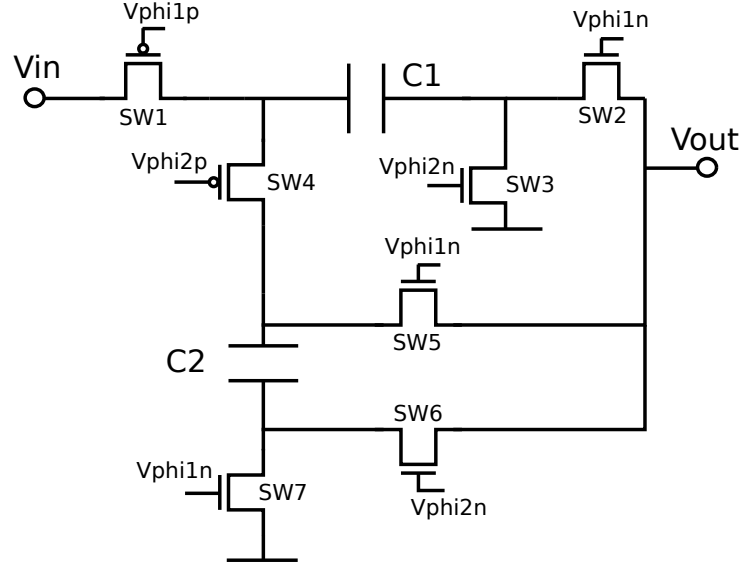 Vphi1p
Vphi1n
Vin
C1
SW1
SW2
Vout
Vphi2p
Vphi2n
SW4
SW3
Vphi1n
C2
SW5
SW6
Vphi1n
SW7
Vphi2n